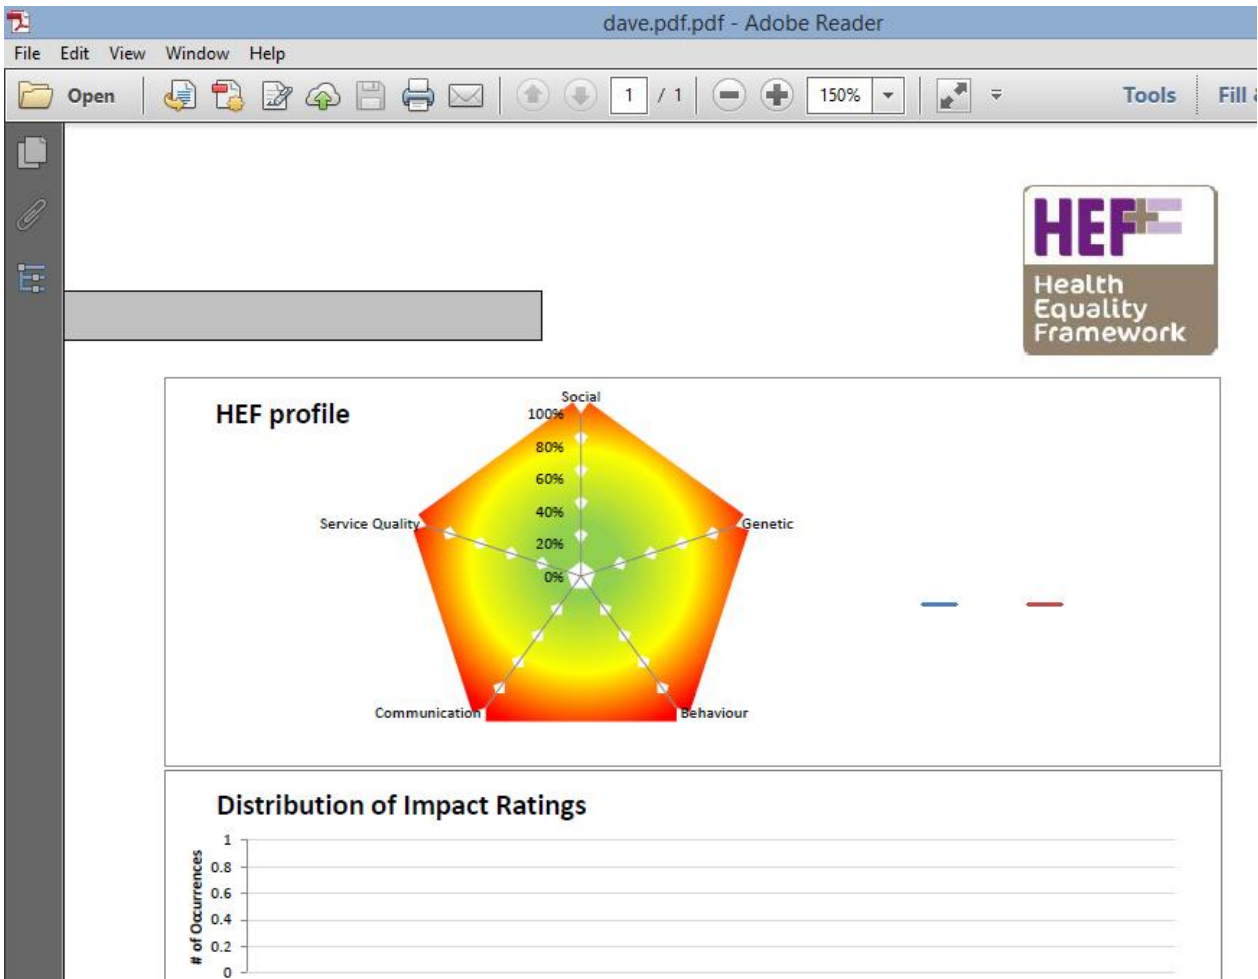 dave.pdf.pdf - Adobe Reader
File Edit View Window Help
Open 1 / 1 150% Tools Fill &
HEF
Health
Equality
Framework
HEF profile
Social
100%
80%
60%
40%
20%
0%
Service Quality
Genetic
Communication
Behaviour
Distribution of Impact Ratings
# of Occurrences
1
0.8
0.6
0.4
0.2
0